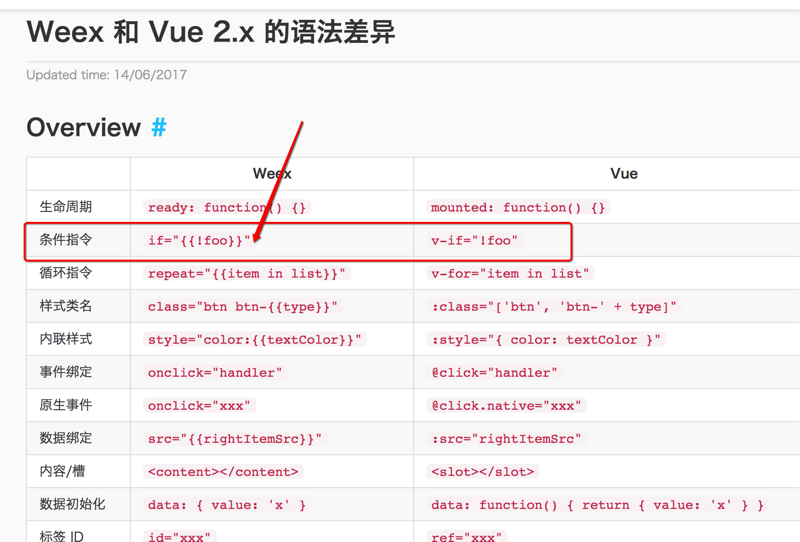 Weex 和 Vue 2.x 的语法差异
Updated time: 14/06/2017
Overview #
Weex Vue
生命周期 ready: function() {} mounted: function() {}
条件指令 if="{{!foo}}" v-if="!foo"
循环指令 repeat="{{item in list}}" v-for="item in list"
样式类名 class="btn btn-{{type}}" :class="['btn', 'btn-' + type]"
内联样式 style="color:{{textColor}}" :style="{ color: textColor }"
事件绑定 onclick="handler" @click="handler"
原生事件 onclick="xxx" @click.native="xxx"
数据绑定 src="{{rightItemSrc}}" :src="rightItemSrc"
内容/槽 <content></content> <slot></slot>
数据初始化 data: { value: 'x' } data: function() { return { value: 'x' } }
标签 ID id="xxx" ref="xxx"